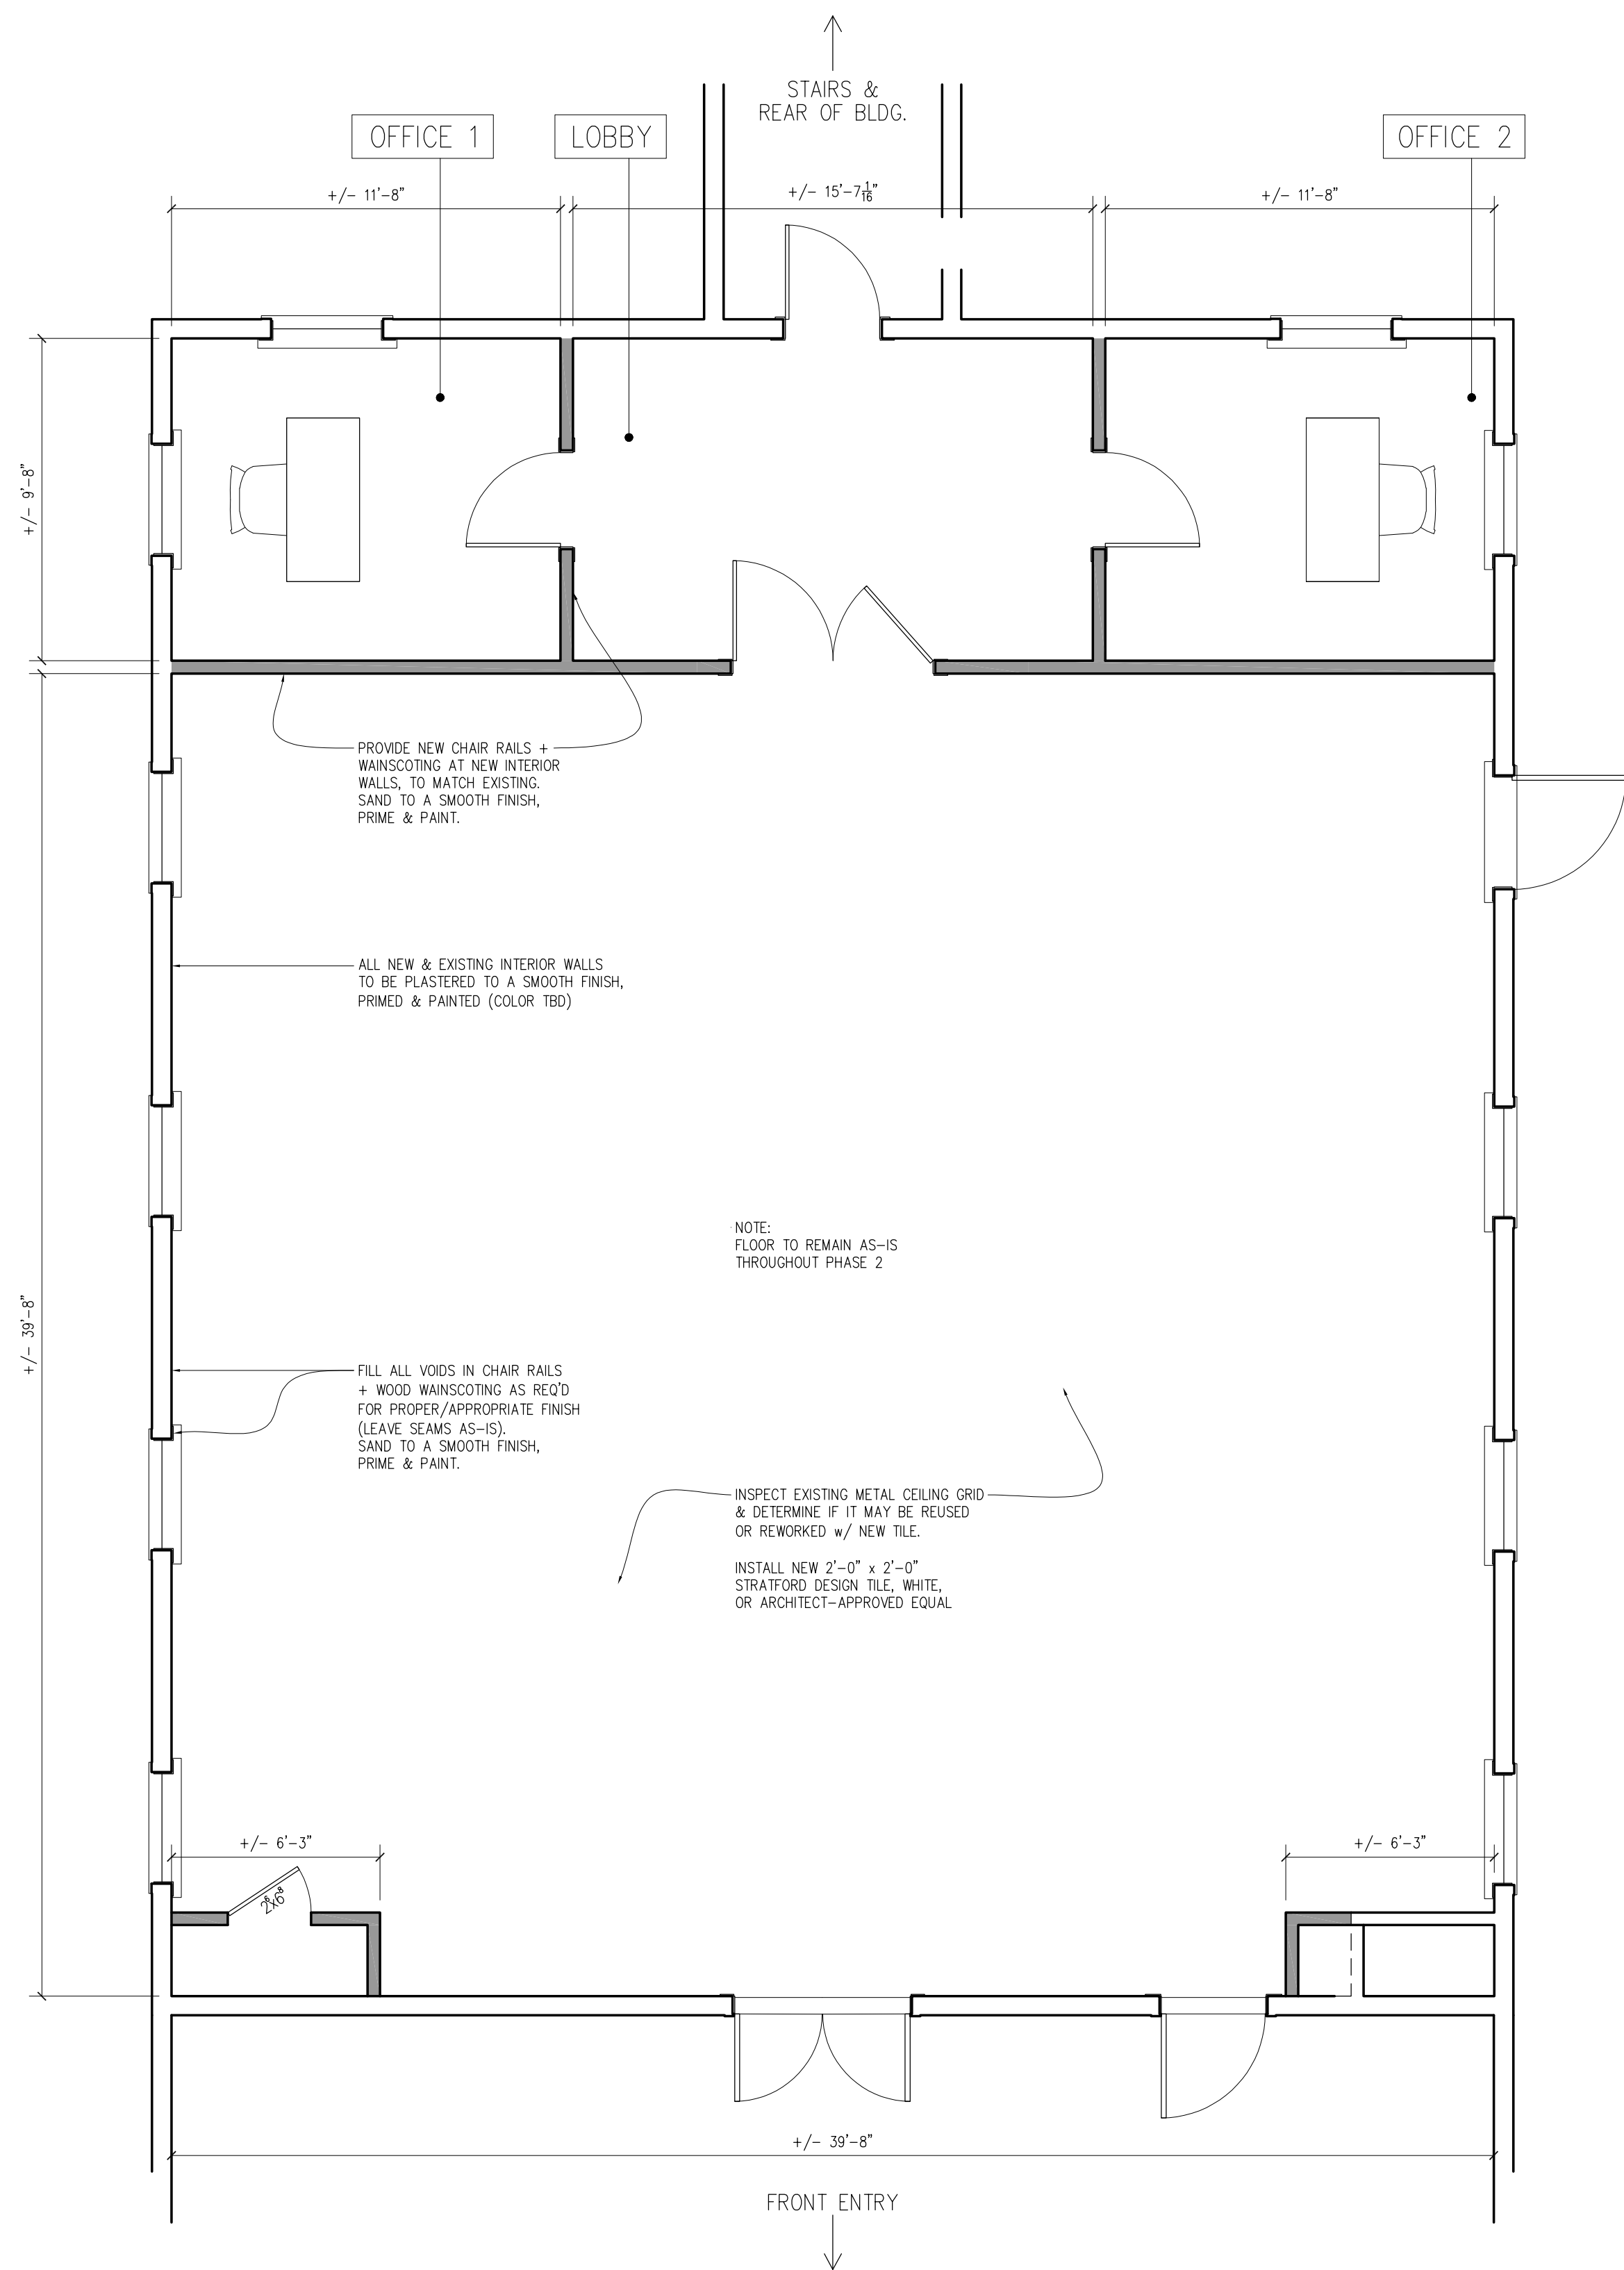 STAIRS &
REAR OF BLDG.
OFFICE 1
LOBBY
OFFICE 2
+/- 11'-8"
+/- 15'-7 1/16"
+/- 11'-8"
+/- 9'-8"
PROVIDE NEW CHAIR RAILS +
WAINSCOTING AT NEW INTERIOR
WALLS, TO MATCH EXISTING.
SAND TO A SMOOTH FINISH,
PRIME & PAINT.
ALL NEW & EXISTING INTERIOR WALLS
TO BE PLASTERED TO A SMOOTH FINISH,
PRIMED & PAINTED (COLOR TBD)
NOTE:
FLOOR TO REMAIN AS-IS
THROUGHOUT PHASE 2
+/- 39'-8"
FILL ALL VOIDS IN CHAIR RAILS
+ WOOD WAINSCOTING AS REQ'D
FOR PROPER/APPROPRIATE FINISH
(LEAVE SEAMS AS-IS).
SAND TO A SMOOTH FINISH,
PRIME & PAINT.
INSPECT EXISTING METAL CEILING GRID
& DETERMINE IF IT MAY BE REUSED
OR REWORKED w/ NEW TILE.
INSTALL NEW 2'-0" x 2'-0"
STRATFORD DESIGN TILE, WHITE,
OR ARCHITECT-APPROVED EQUAL
+/- 6'-3"
+/- 6'-3"
2⁸x6⁸
+/- 39'-8"
FRONT ENTRY